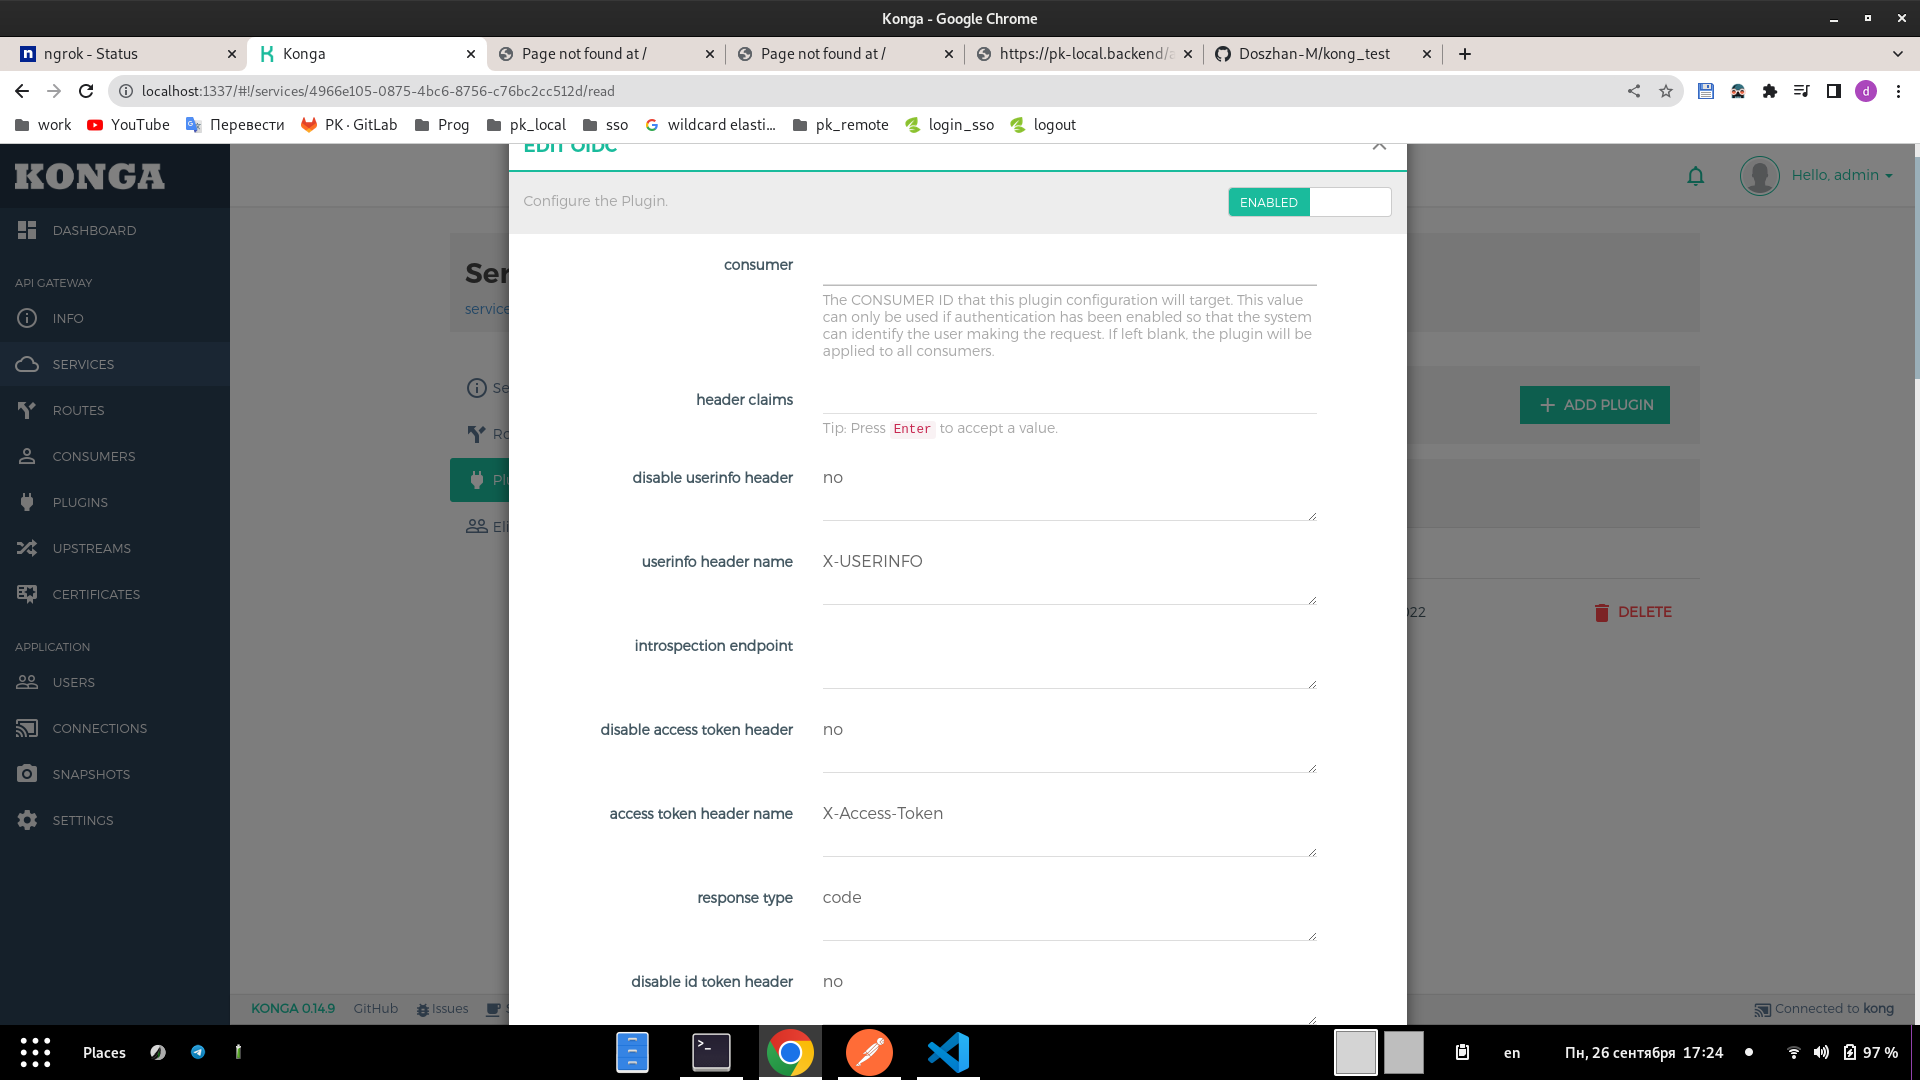 Konga - Google Chrome
ngrok - Status
Konga
Page not found at /
Page not found at /
https://pk-local.backend/a
Doszhan-M/kong_test
localhost:1337/#!/services/4966e105-0875-4bc6-8756-c76bc2cc512d/read
d
work
YouTube
Перевести
PK · GitLab
Prog
pk_local
sso
wildcard elasti...
pk_remote
login_sso
logout
KONGA
EDIT OIDC
Hello, admin
Configure the Plugin.
ENABLED
DASHBOARD
API GATEWAY
INFO
SERVICES
ROUTES
CONSUMERS
PLUGINS
UPSTREAMS
CERTIFICATES
APPLICATION
USERS
CONNECTIONS
SNAPSHOTS
SETTINGS
Ser
service
Se
Ro
Plu
Eli
ADD PLUGIN
022
DELETE
consumer
The CONSUMER ID that this plugin configuration will target. This value
can only be used if authentication has been enabled so that the system
can identify the user making the request. If left blank, the plugin will be
applied to all consumers.
header claims
Tip: Press Enter to accept a value.
disable userinfo header
no
userinfo header name
X-USERINFO
introspection endpoint
disable access token header
no
access token header name
X-Access-Token
response type
code
disable id token header
no
KONGA 0.14.9
GitHub
Issues
Connected to kong
Places
en
Пн, 26 сентября 17:24
97 %